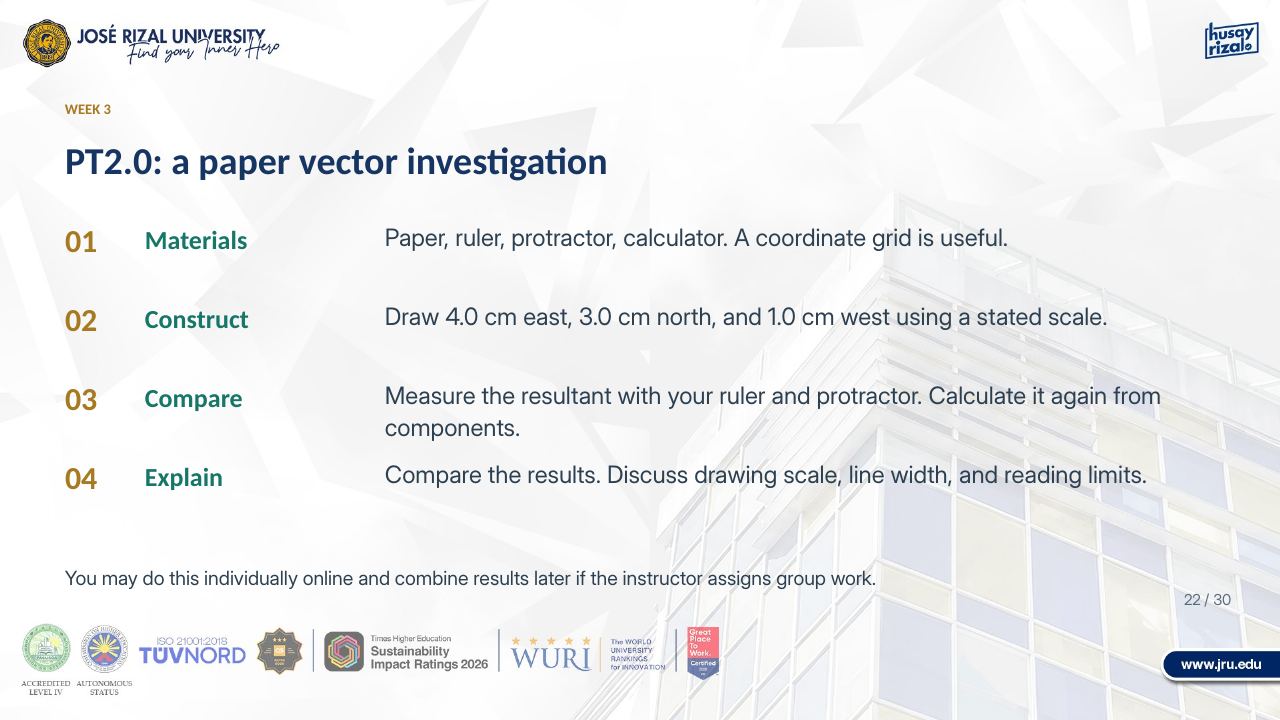 JOSÉ RIZAL UNIVERSITY
Find your Inner Hero
husay
rizal
WEEK 3
PT2.0: a paper vector investigation
01 Materials Paper, ruler, protractor, calculator. A coordinate grid is useful.
02 Construct Draw 4.0 cm east, 3.0 cm north, and 1.0 cm west using a stated scale.
03 Compare Measure the resultant with your ruler and protractor. Calculate it again from
components.
04 Explain Compare the results. Discuss drawing scale, line width, and reading limits.
You may do this individually online and combine results later if the instructor assigns group work.
22 / 30
ACCREDITED
LEVEL IV
AUTONOMOUS
STATUS
ISO 21001:2018
TÜVNORD
Times Higher Education
Sustainability
Impact Ratings 2026
WURI
The WORLD
UNIVERSITY
RANKINGS
for INNOVATION
Great
Place
To
Work.
Certified
www.jru.edu